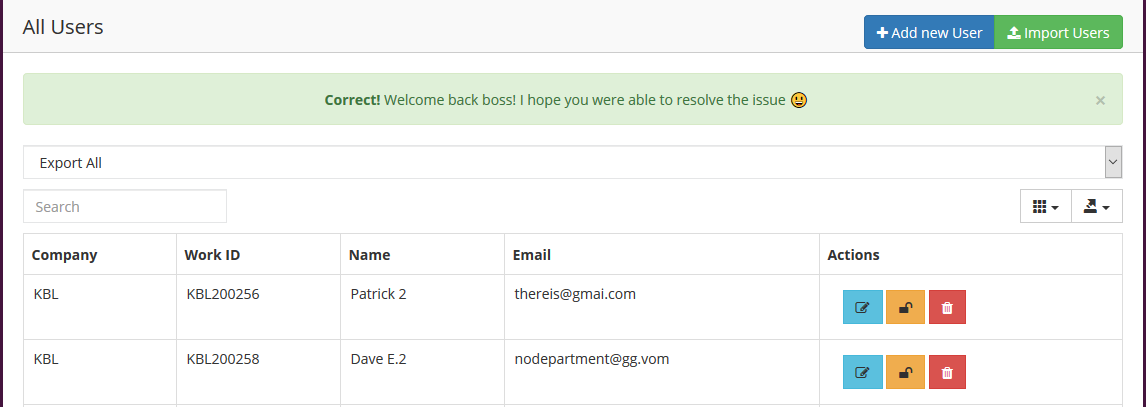 All Users
Add new User Import Users
Correct! Welcome back boss! I hope you were able to resolve the issue 😃 ×
Export All
Search
Company Work ID Name Email Actions
KBL KBL200256 Patrick 2 thereis@gmai.com
KBL KBL200258 Dave E.2 nodepartment@gg.vom